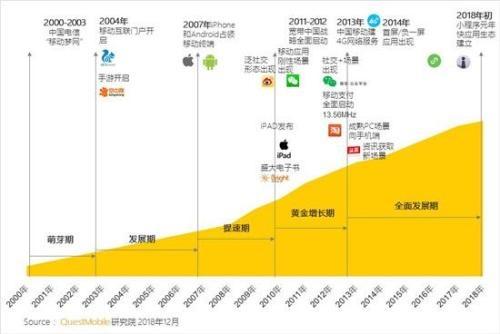 2000-2003
中国电信
“移动梦网”
2004年
移动互联门户开
启
手游开启
2007年iPhone
和Android占领
移动终端
泛社交
形态出现
iPAD发布
iPad
盛大电子书
Bright
2011-2012
宽带中国战
略全面启动
移动应用
刚性场景
出现
2013年
中国移动建
4G网络服务
社交+场景
出现
移动支付
全面启动
13.56MHz
淘
成熟PC场景
向手机端
资讯获取
新场景
2014年
首屏/负一屏
应用出现
2018年初
小程序元年
快应用生态
建立
萌芽期
发展期
提速期
黄金增长期
全面发展期
2000年
2001年
2002年
2003年
2004年
2005年
2006年
2007年
2008年
2009年
2010年
2011年
2012年
2013年
2014年
2015年
2016年
2017年
2018年
Source： QuestMobile研究院 2018年12月